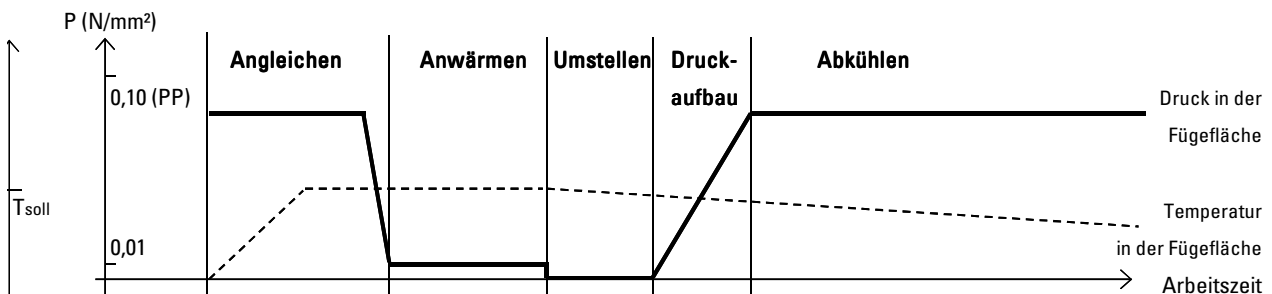 P (N/mm²)
Angleichen
Anwärmen
Umstellen
Druck-
aufbau
Abkühlen
0,10 (PP)
Druck in der
Fügefläche
Tsoll
Temperatur
in der Fügefläche
0,01
Arbeitszeit